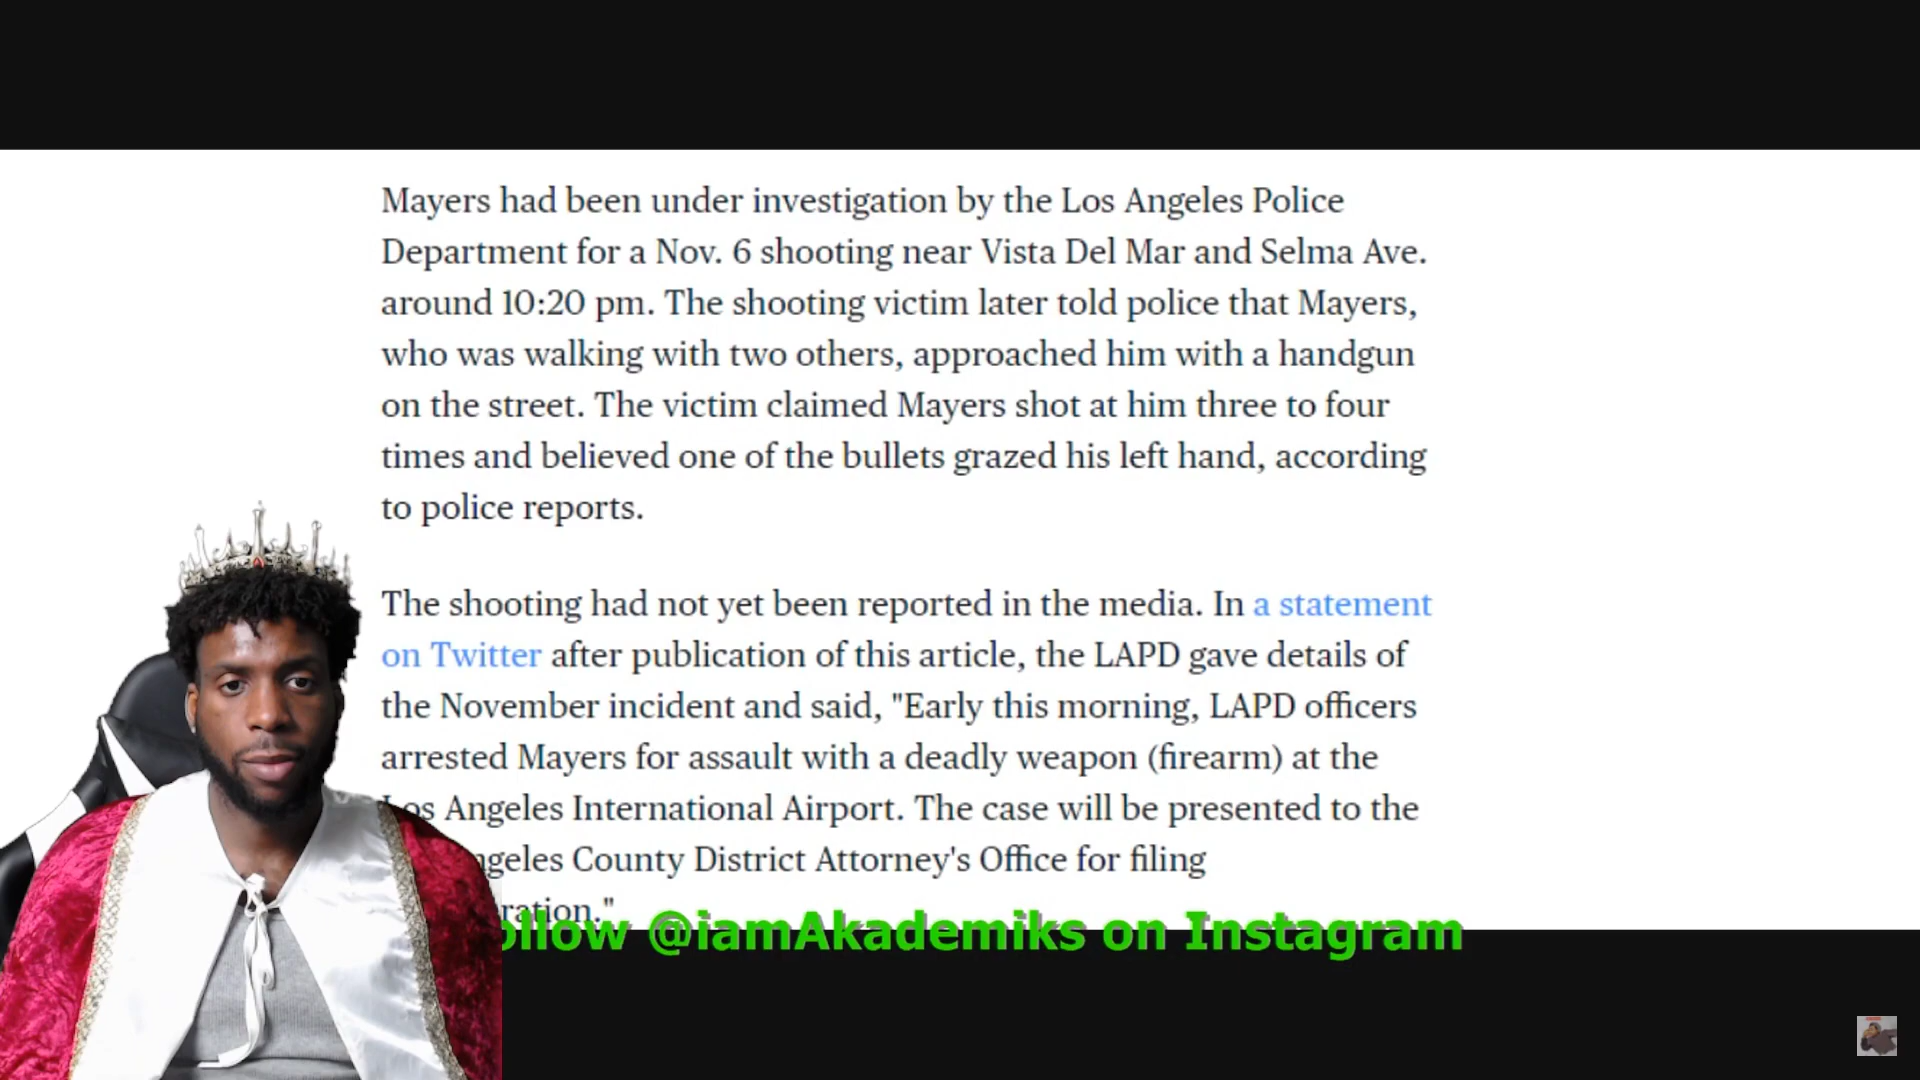 Mayers had been under investigation by the Los Angeles Police
Department for a Nov. 6 shooting near Vista Del Mar and Selma Ave.
around 10:20 pm. The shooting victim later told police that Mayers,
who was walking with two others, approached him with a handgun
on the street. The victim claimed Mayers shot at him three to four
times and believed one of the bullets grazed his left hand, according
to police reports.
The shooting had not yet been reported in the media. In a statement
on Twitter after publication of this article, the LAPD gave details of
the November incident and said, "Early this morning, LAPD officers
arrested Mayers for assault with a deadly weapon (firearm) at the
Los Angeles International Airport. The case will be presented to the
ngeles County District Attorney's Office for filing
ration."
ollow @iamAkademiks on Instagram